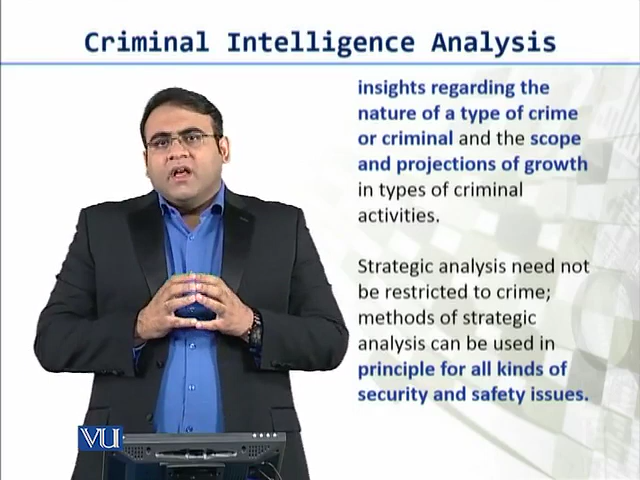 Criminal Intelligence Analysis
insights regarding the
nature of a type of crime
or criminal and the scope
and projections of growth
in types of criminal
activities.
Strategic analysis need not
be restricted to crime;
methods of strategic
analysis can be used in
principle for all kinds of
security and safety issues.
VU